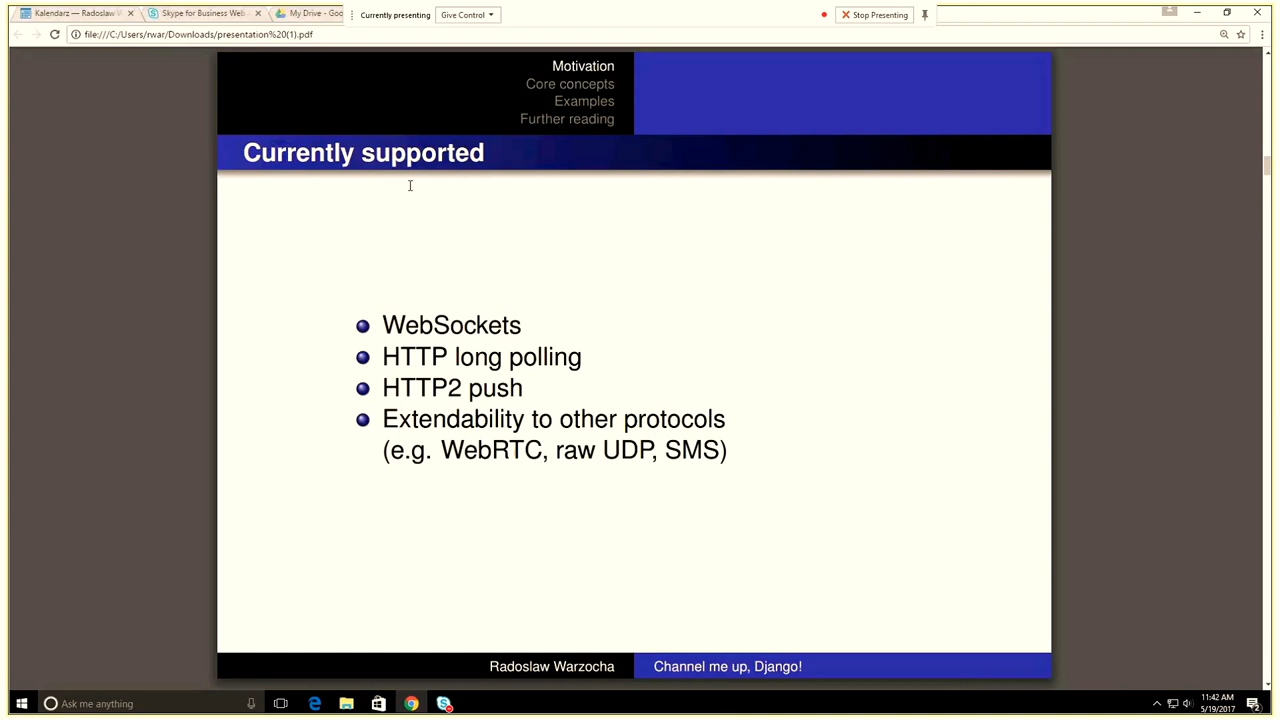 Kalendarz — Radoslaw
Skype for Business Web
My Drive - Goo
Currently presenting
Give Control
Stop Presenting
file:///C:/Users/rwar/Downloads/presentation%20(1).pdf
Motivation
Core concepts
Examples
Further reading
Currently supported
WebSockets
HTTP long polling
HTTP2 push
Extendability to other protocols
(e.g. WebRTC, raw UDP, SMS)
Radoslaw Warzocha
Channel me up, Django!
Ask me anything
11:42 AM
5/19/2017
2